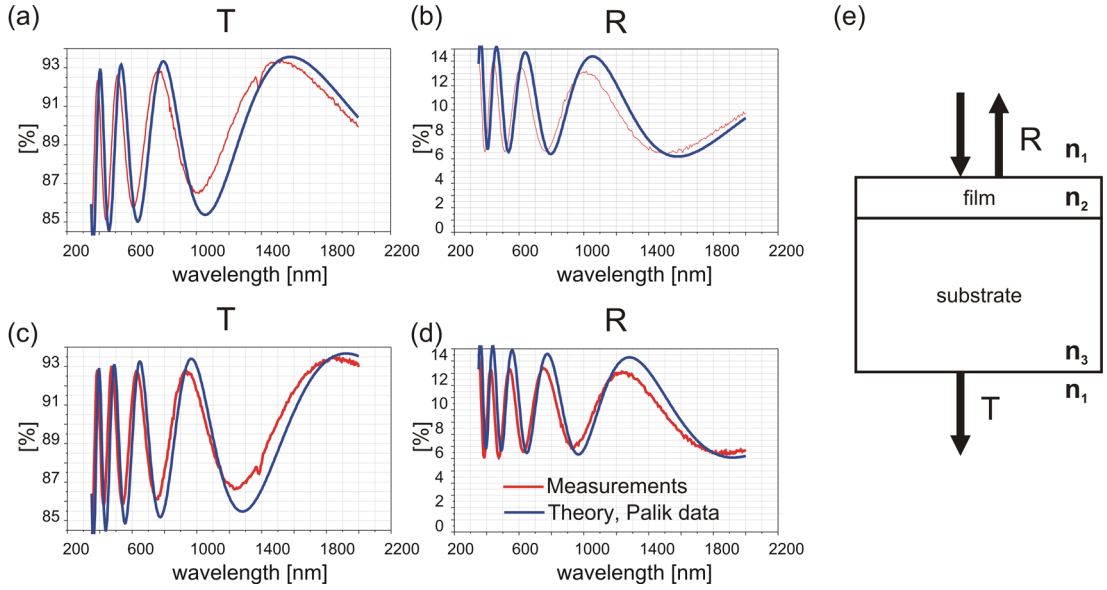 (a)
T
[%]
93
91
89
87
85
200 600 1000 1400 1800 2200
wavelength [nm]
(b)
R
[%]
14
12
10
8
6
4
2
0
200 600 1000 1400 1800 2200
wavelength [nm]
(c)
T
[%]
93
91
89
87
85
200 600 1000 1400 1800 2200
wavelength [nm]
(d)
R
[%]
14
12
10
8
6
4
2
0
Measurements
Theory, Palik data
200 600 1000 1400 1800 2200
wavelength [nm]
(e)
R
n₁
film
n₂
substrate
n₃
n₁
T